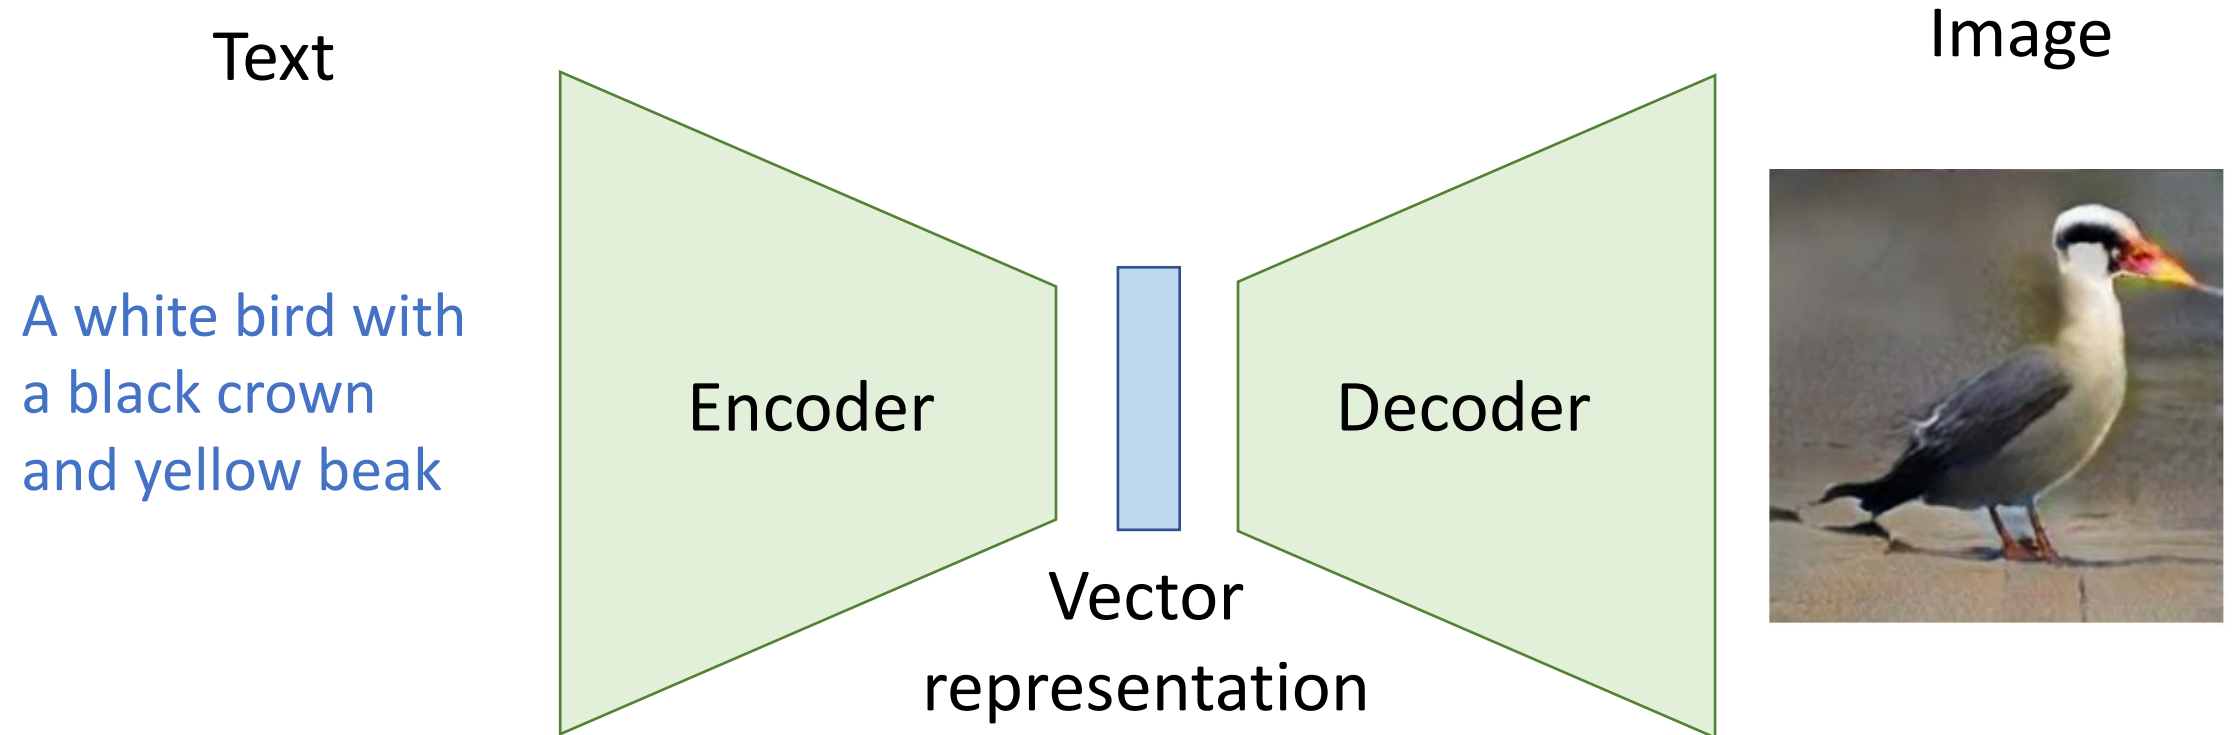 Text
A white bird with
a black crown
and yellow beak
Encoder
Vector
representation
Decoder
Image